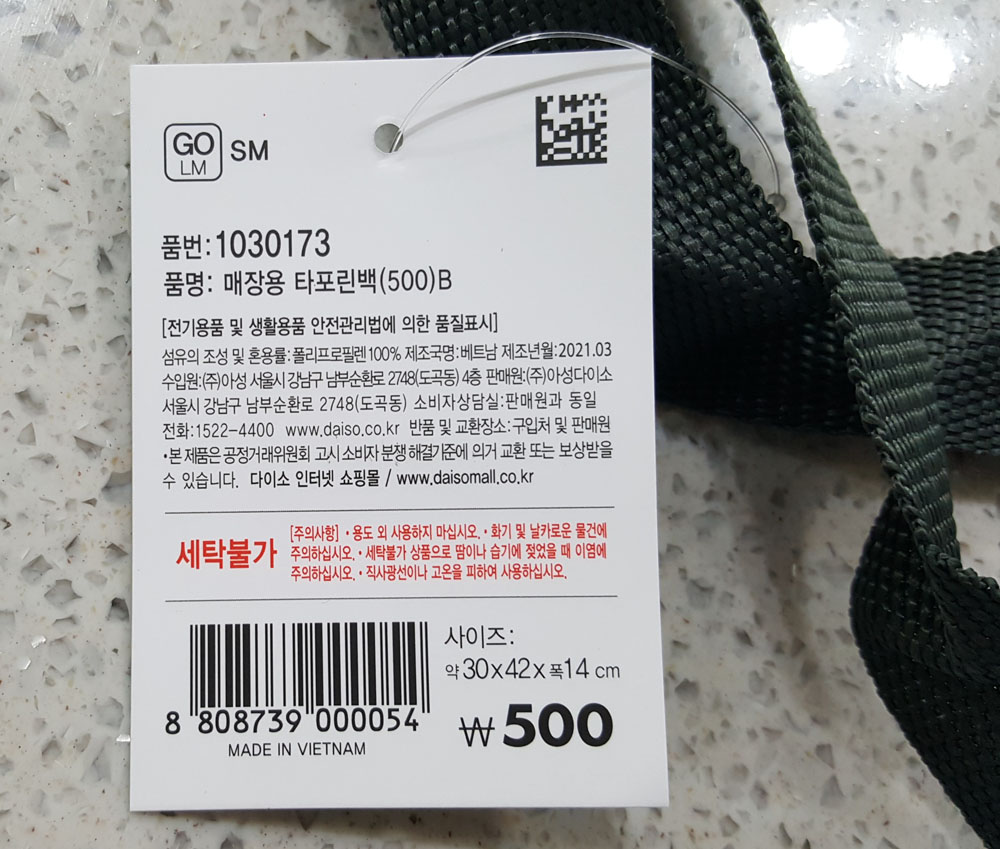 GO
LM
SM
품번:1030173
품명: 매장용 타포린백(500)B
[전기용품 및 생활용품 안전관리법에 의한 품질표시]
섬유의 조성 및 혼용률:폴리프로필렌100% 제조국명:베트남 제조년월:2021.03
수입원:(주)아성 서울시 강남구 남부순환로 2748(도곡동) 4층 판매원:(주)아성다이소
서울시 강남구 남부순환로 2748(도곡동) 소비자상담실:판매원과 동일
전화:1522-4400 www.daiso.co.kr 반품 및 교환장소:구입처 및 판매원
•본 제품은 공정거래위원회 고시 소비자 분쟁 해결기준에 의거 교환 또는 보상받을
수 있습니다. 다이소 인터넷 쇼핑몰 / www.daisomall.co.kr
세탁불가
[주의사항] •용도 외 사용하지 마십시오. •화기 및 날카로운 물건에
주의하십시오. •세탁불가 상품으로 땀이나 습기에 젖었을 때 이염에
주의하십시오. •직사광선이나 고온을 피하여 사용하십시오.
사이즈:
약30x42x폭14 cm
8 808739 000054
₩500
MADE IN VIETNAM